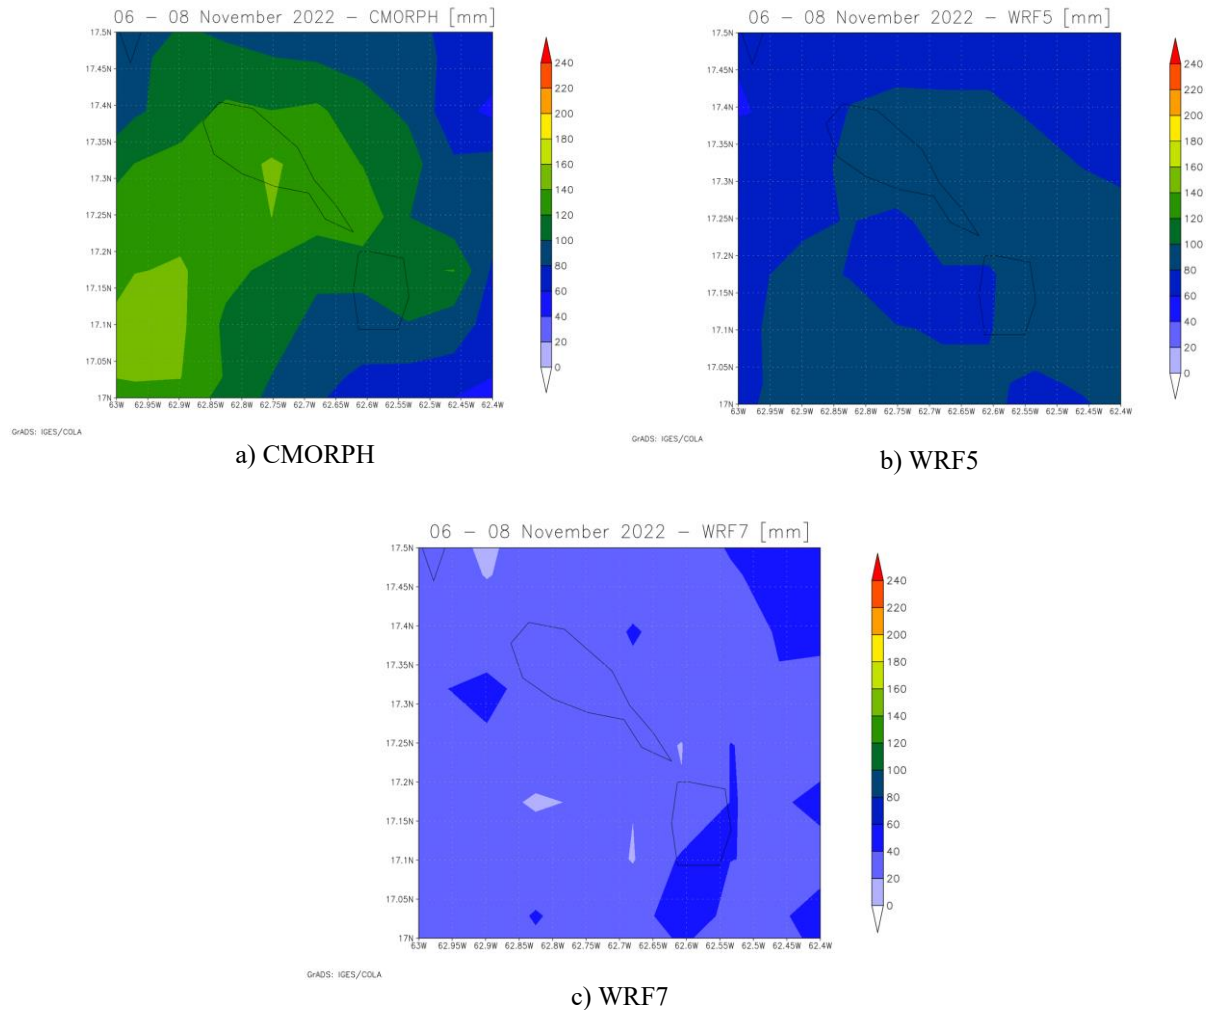 06 – 08 November 2022 – CMORPH [mm]
17.5N
17.45N
17.4N
17.35N
17.3N
17.25N
17.2N
17.15N
17.1N
17.05N
17N
63W 62.95W 62.9W 62.85W 62.8W 62.75W 62.7W 62.65W 62.6W 62.55W 62.5W 62.45W 62.4W
240
220
200
180
160
140
120
100
80
60
40
20
0
GrADS: IGES/COLA
a) CMORPH
06 – 08 November 2022 – WRF5 [mm]
17.5N
17.45N
17.4N
17.35N
17.3N
17.25N
17.2N
17.15N
17.1N
17.05N
17N
63W 62.95W 62.9W 62.85W 62.8W 62.75W 62.7W 62.65W 62.6W 62.55W 62.5W 62.45W 62.4W
240
220
200
180
160
140
120
100
80
60
40
20
0
GrADS: IGES/COLA
b) WRF5
06 – 08 November 2022 – WRF7 [mm]
17.5N
17.45N
17.4N
17.35N
17.3N
17.25N
17.2N
17.15N
17.1N
17.05N
17N
63W 62.95W 62.9W 62.85W 62.8W 62.75W 62.7W 62.65W 62.6W 62.55W 62.5W 62.45W 62.4W
240
220
200
180
160
140
120
100
80
60
40
20
0
GrADS: IGES/COLA
c) WRF7